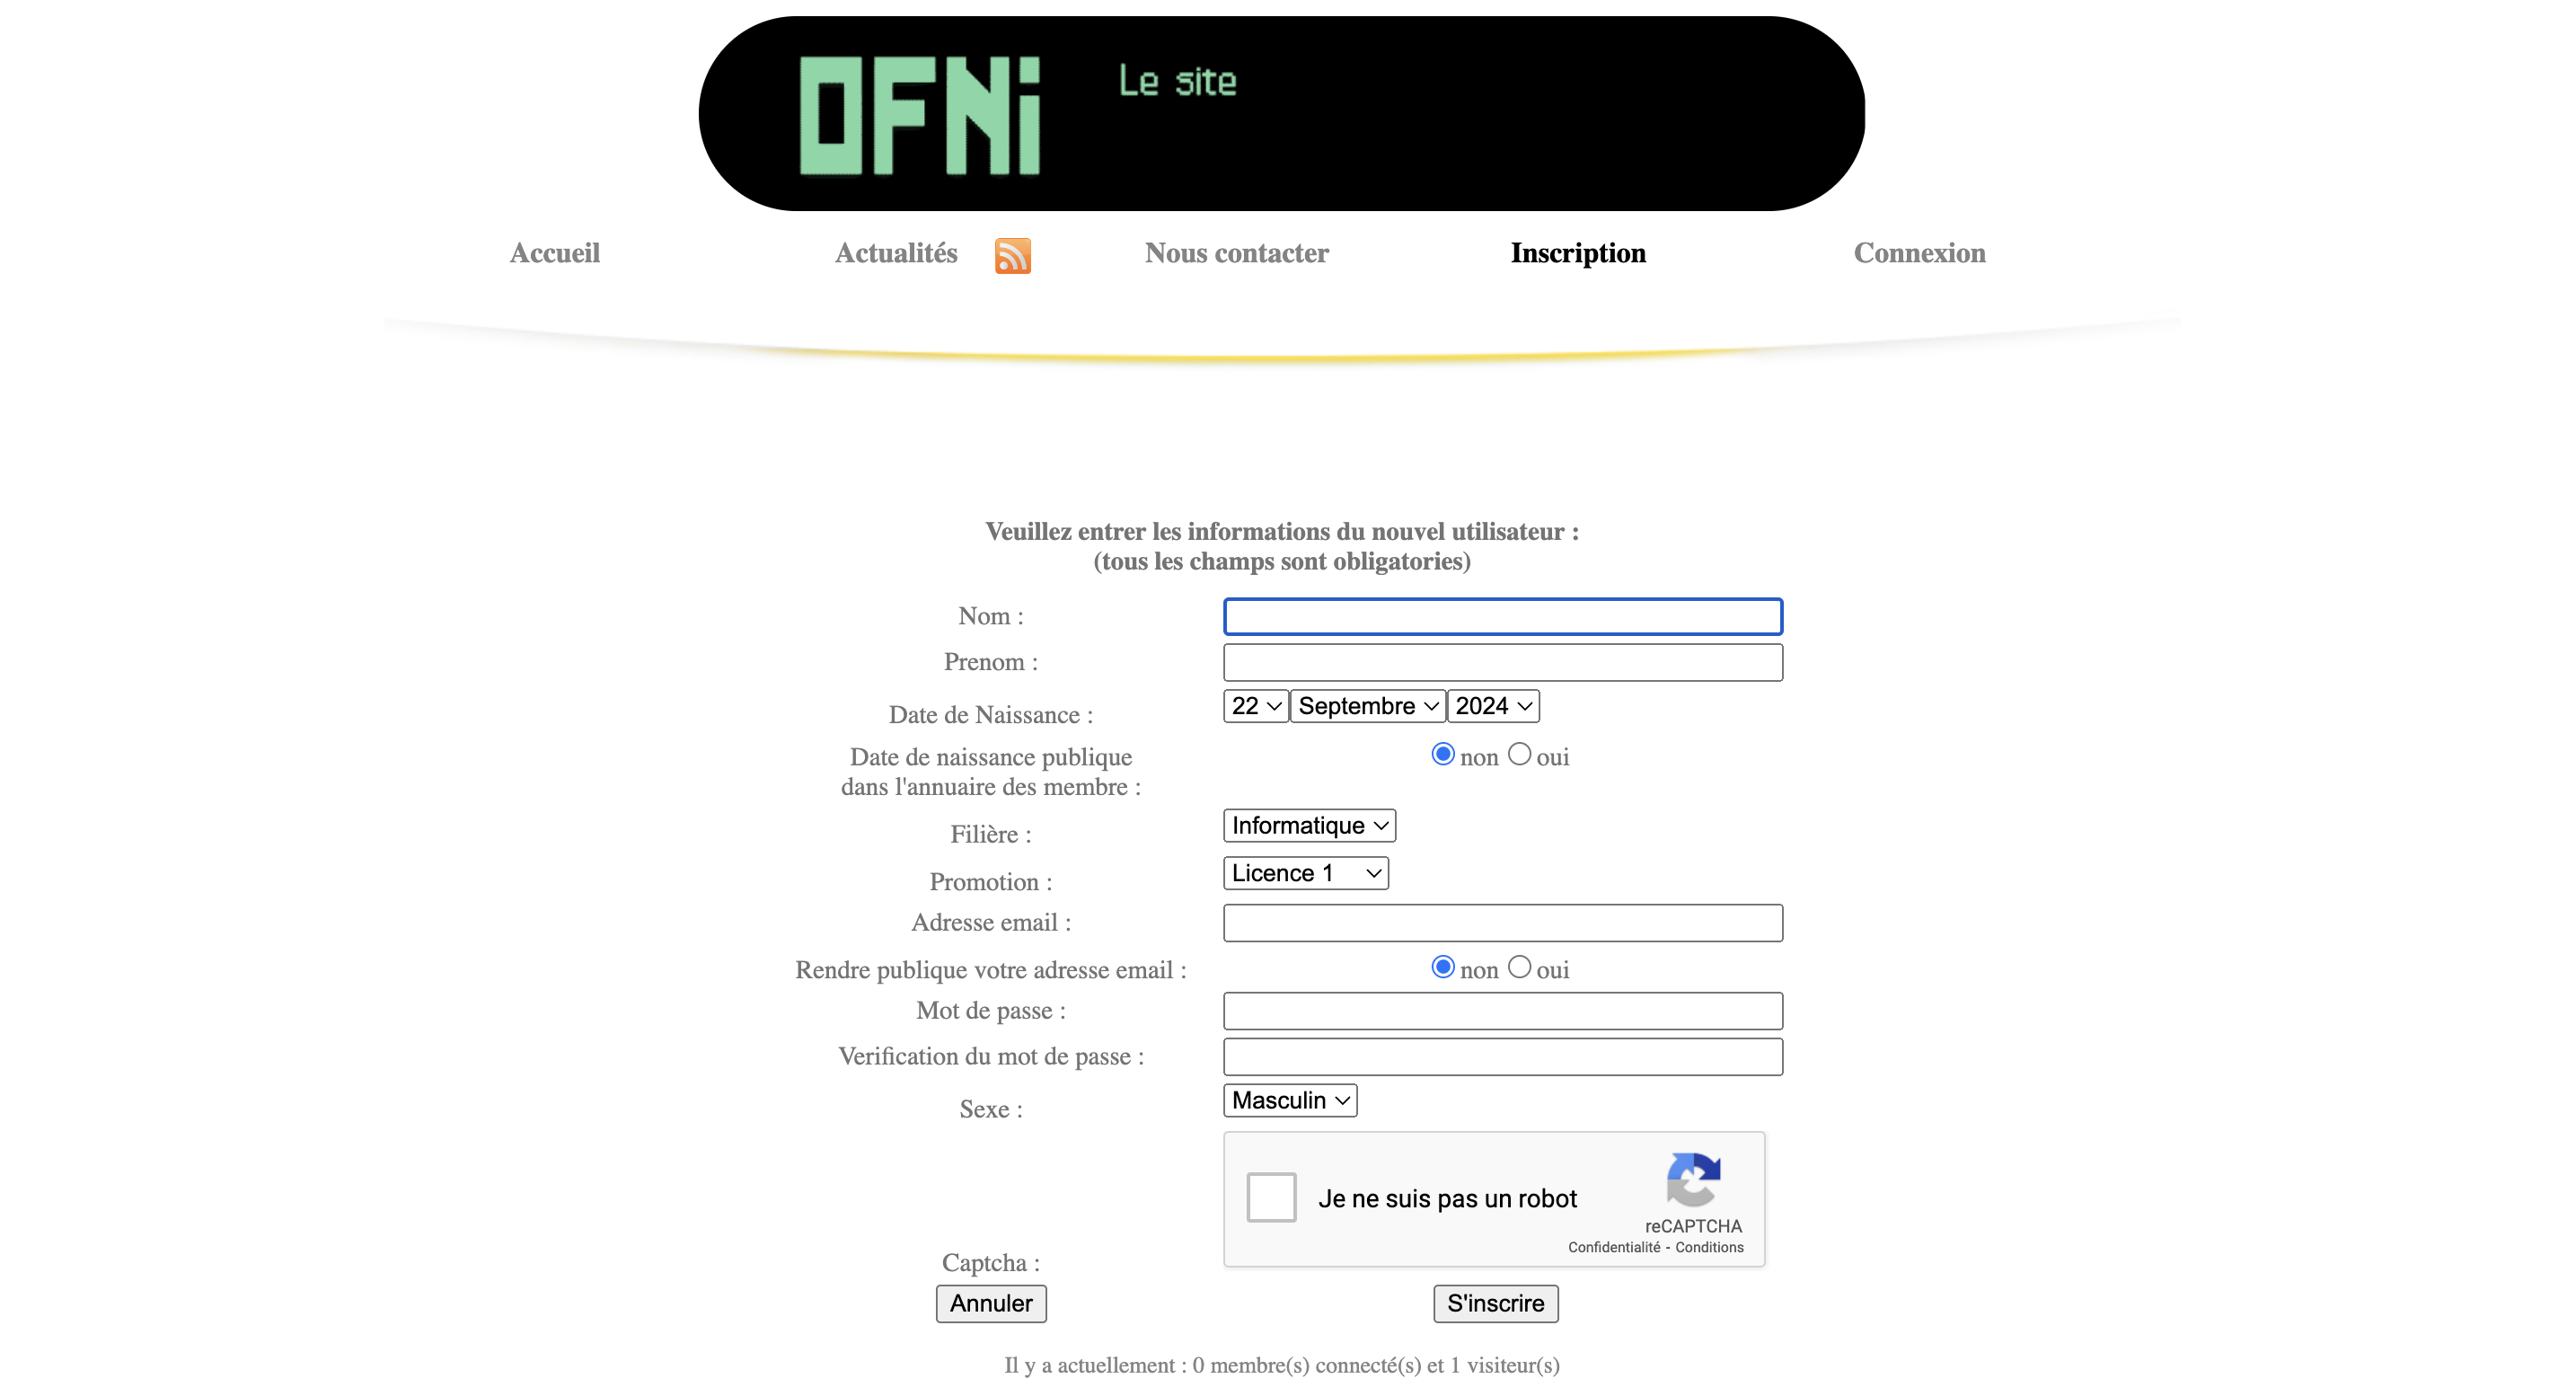 OFNi
Le site
Accueil Actualités Nous contacter Inscription Connexion
Veuillez entrer les informations du nouvel utilisateur :
(tous les champs sont obligatories)
Nom :
Prenom :
Date de Naissance : 22 Septembre 2024
Date de naissance publique
dans l'annuaire des membre : non oui
Filière : Informatique
Promotion : Licence 1
Adresse email :
Rendre publique votre adresse email : non oui
Mot de passe :
Verification du mot de passe :
Sexe : Masculin
Je ne suis pas un robot
reCAPTCHA
Confidentialité - Conditions
Captcha :
Annuler S'inscrire
Il y a actuellement : 0 membre(s) connecté(s) et 1 visiteur(s)